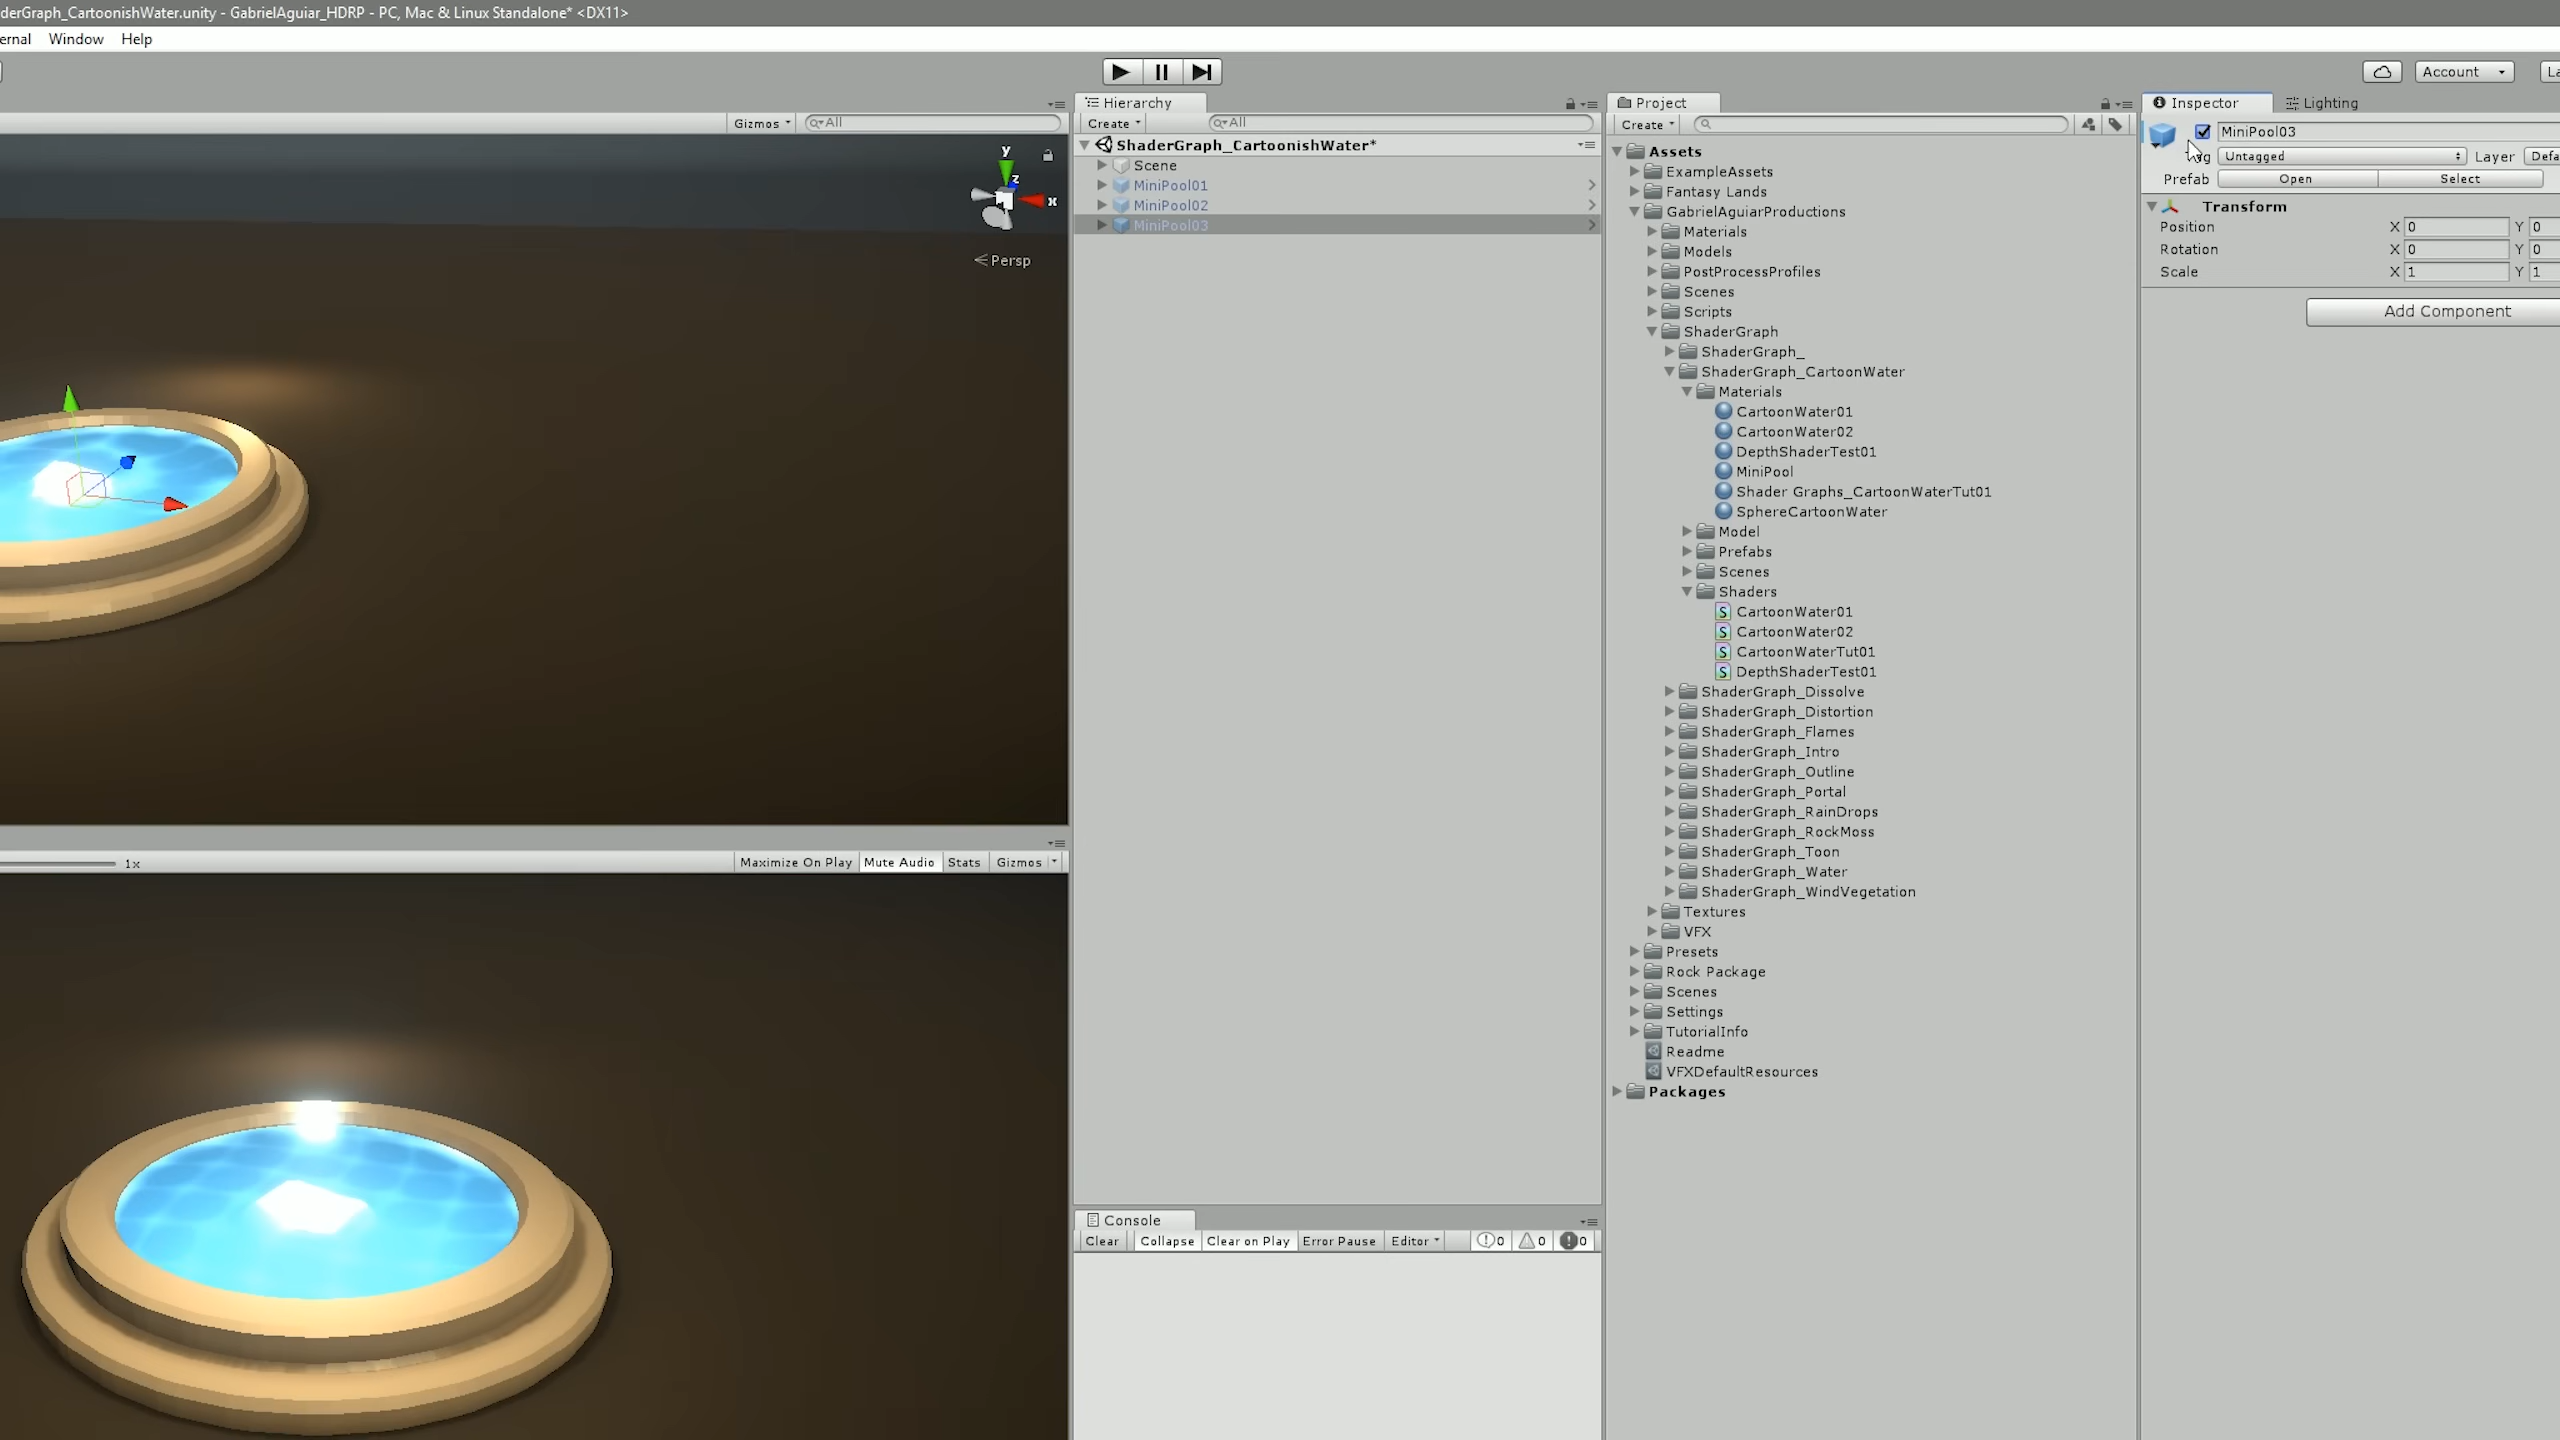 derGraph_CartoonishWater.unity - GabrielAguiar_HDRP - PC, Mac & Linux Standalone* <DX11>
ernal Window Help
Account
Gizmos All
y
z
x
Persp
Maximize On Play Mute Audio Stats Gizmos
1x
Hierarchy
Create All
ShaderGraph_CartoonishWater*
Scene
MiniPool01
MiniPool02
MiniPool03
Console
Clear Collapse Clear on Play Error Pause Editor 0 0 0
Project
Create
Assets
ExampleAssets
Fantasy Lands
GabrielAguiarProductions
Materials
Models
PostProcessProfiles
Scenes
Scripts
ShaderGraph
ShaderGraph_
ShaderGraph_CartoonWater
Materials
CartoonWater01
CartoonWater02
DepthShaderTest01
MiniPool
Shader Graphs_CartoonWaterTut01
SphereCartoonWater
Model
Prefabs
Scenes
Shaders
CartoonWater01
CartoonWater02
CartoonWaterTut01
DepthShaderTest01
ShaderGraph_Dissolve
ShaderGraph_Distortion
ShaderGraph_Flames
ShaderGraph_Intro
ShaderGraph_Outline
ShaderGraph_Portal
ShaderGraph_RainDrops
ShaderGraph_RockMoss
ShaderGraph_Toon
ShaderGraph_Water
ShaderGraph_WindVegetation
Textures
VFX
Presets
Rock Package
Scenes
Settings
TutorialInfo
Readme
VFXDefaultResources
Packages
Inspector Lighting
MiniPool03
Untagged Layer Defa
Prefab Open Select
Transform
Position X 0 Y 0
Rotation X 0 Y 0
Scale X 1 Y 1
Add Component